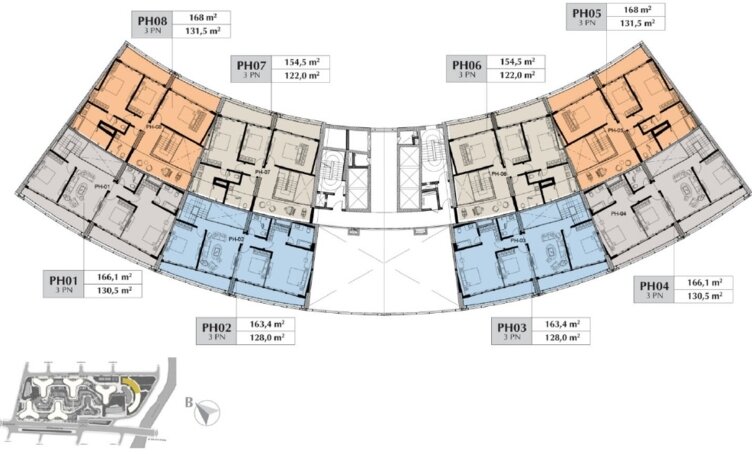 PH08
3 PN
168 m²
131,5 m²
PH05
3 PN
168 m²
131,5 m²
PH07
3 PN
154,5 m²
122,0 m²
PH06
3 PN
154,5 m²
122,0 m²
PH-08
PH-05
PH-07
PH-06
PH-01
PH-04
PH-02
PH-03
PH01
3 PN
166,1 m²
130,5 m²
PH04
3 PN
166,1 m²
130,5 m²
PH02
3 PN
163,4 m²
128,0 m²
PH03
3 PN
163,4 m²
128,0 m²
B